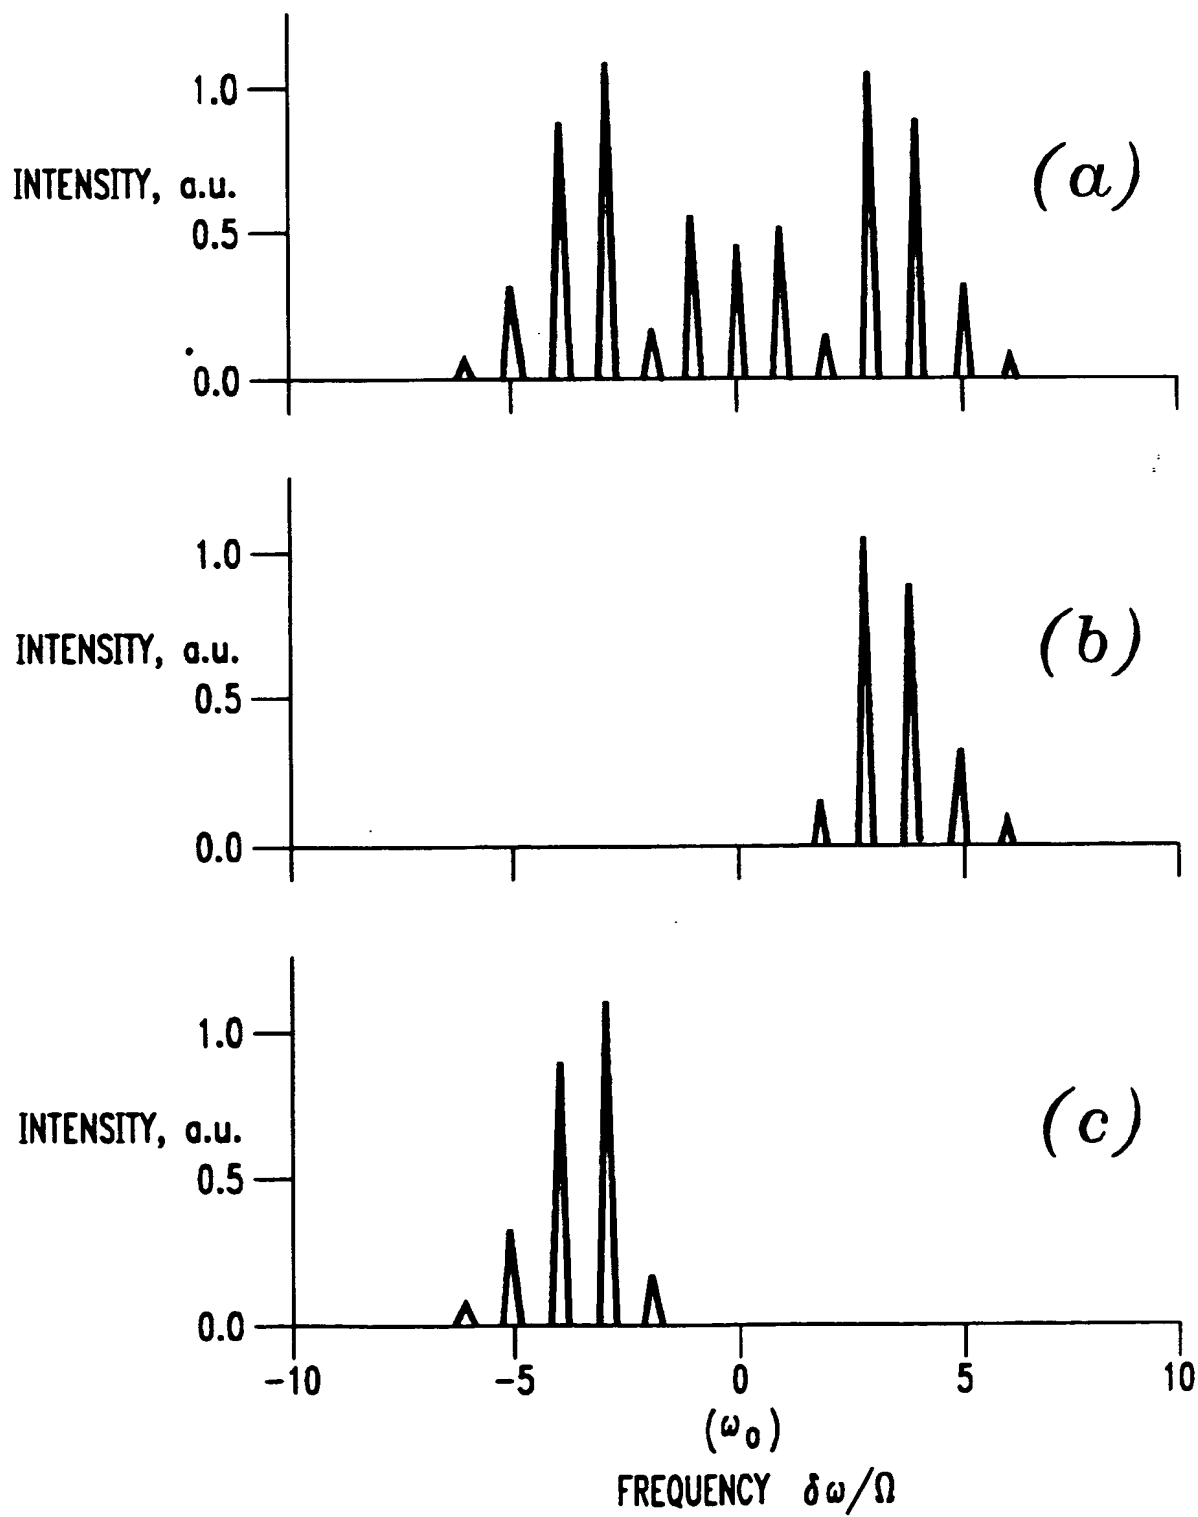 1.0
(a)
INTENSITY, a.u.
0.5
0.0
1.0
(b)
INTENSITY, a.u.
0.5
0.0
1.0
(c)
INTENSITY, a.u.
0.5
0.0
-10 -5 0 5 10
(ω0)
FREQUENCY δω/Ω